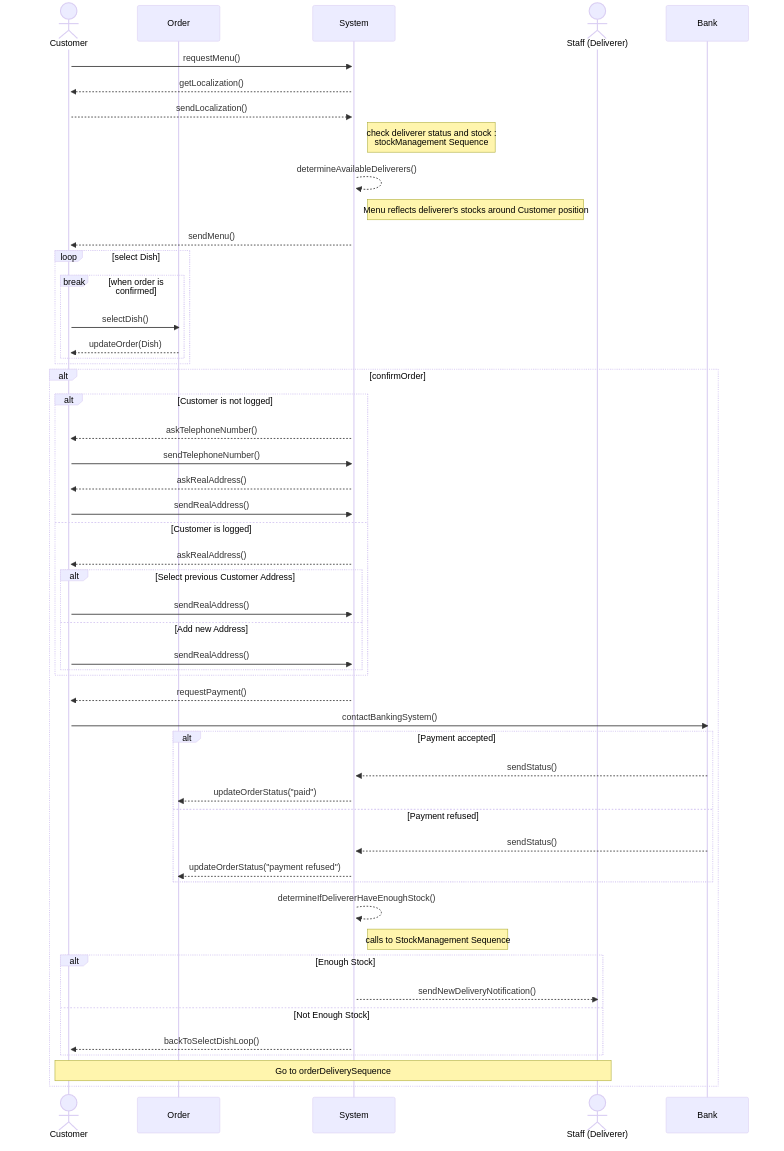 Customer
Order
System
Staff (Deliverer)
Bank
requestMenu()
getLocalization()
sendLocalization()
check deliverer status and stock :
stockManagement Sequence
determineAvailableDeliverers()
Menu reflects deliverer's stocks around Customer position
sendMenu()
loop
[select Dish]
break
[when order is
confirmed]
selectDish()
updateOrder(Dish)
alt
[confirmOrder]
alt
[Customer is not logged]
askTelephoneNumber()
sendTelephoneNumber()
askRealAddress()
sendRealAddress()
[Customer is logged]
askRealAddress()
alt
[Select previous Customer Address]
sendRealAddress()
[Add new Address]
sendRealAddress()
requestPayment()
contactBankingSystem()
alt
[Payment accepted]
sendStatus()
updateOrderStatus("paid")
[Payment refused]
sendStatus()
updateOrderStatus("payment refused")
determineIfDelivererHaveEnoughStock()
calls to StockManagement Sequence
alt
[Enough Stock]
sendNewDeliveryNotification()
[Not Enough Stock]
backToSelectDishLoop()
Go to orderDeliverySequence
Customer
Order
System
Staff (Deliverer)
Bank